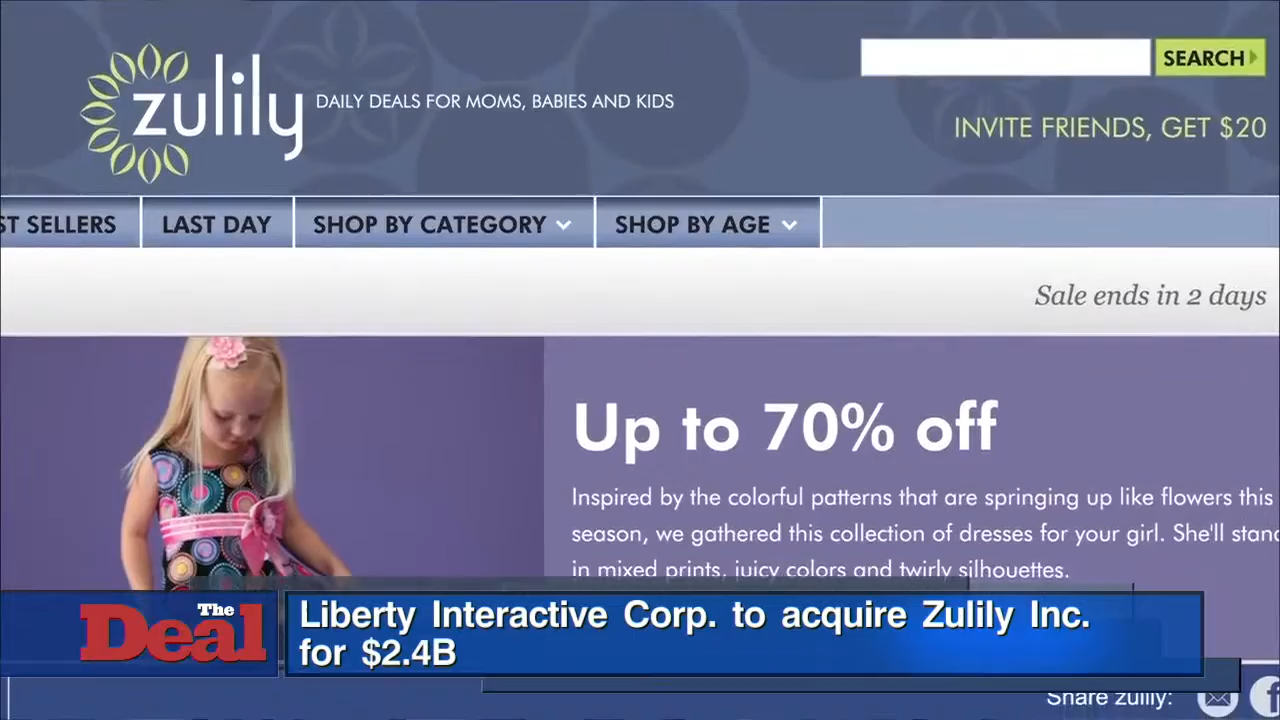 zulily
DAILY DEALS FOR MOMS, BABIES AND KIDS
SEARCH
INVITE FRIENDS, GET $20
ST SELLERS
LAST DAY
SHOP BY CATEGORY
SHOP BY AGE
Sale ends in 2 days
Up to 70% off
Inspired by the colorful patterns that are springing up like flowers this
season, we gathered this collection of dresses for your girl. She'll stand
in mixed prints, juicy colors and twirly silhouettes.
The
Deal
Liberty Interactive Corp. to acquire Zulily Inc.
for $2.4B
Share zulily: